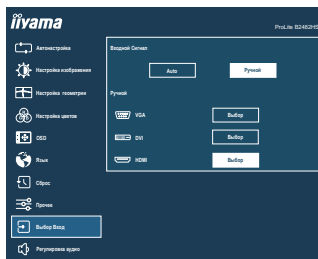 iiyama
ProLite B2482HS
Автонастройка
Настройка изображения
Настройка геометрии
Настройка цветов
OSD
Язык
Сброс
Прочее
Выбор Вход
Регулировка аудио
Входной Сигнал
Auto
Ручной
Ручной
VGA
Выбор
DVI
Выбор
HDMI
Выбор